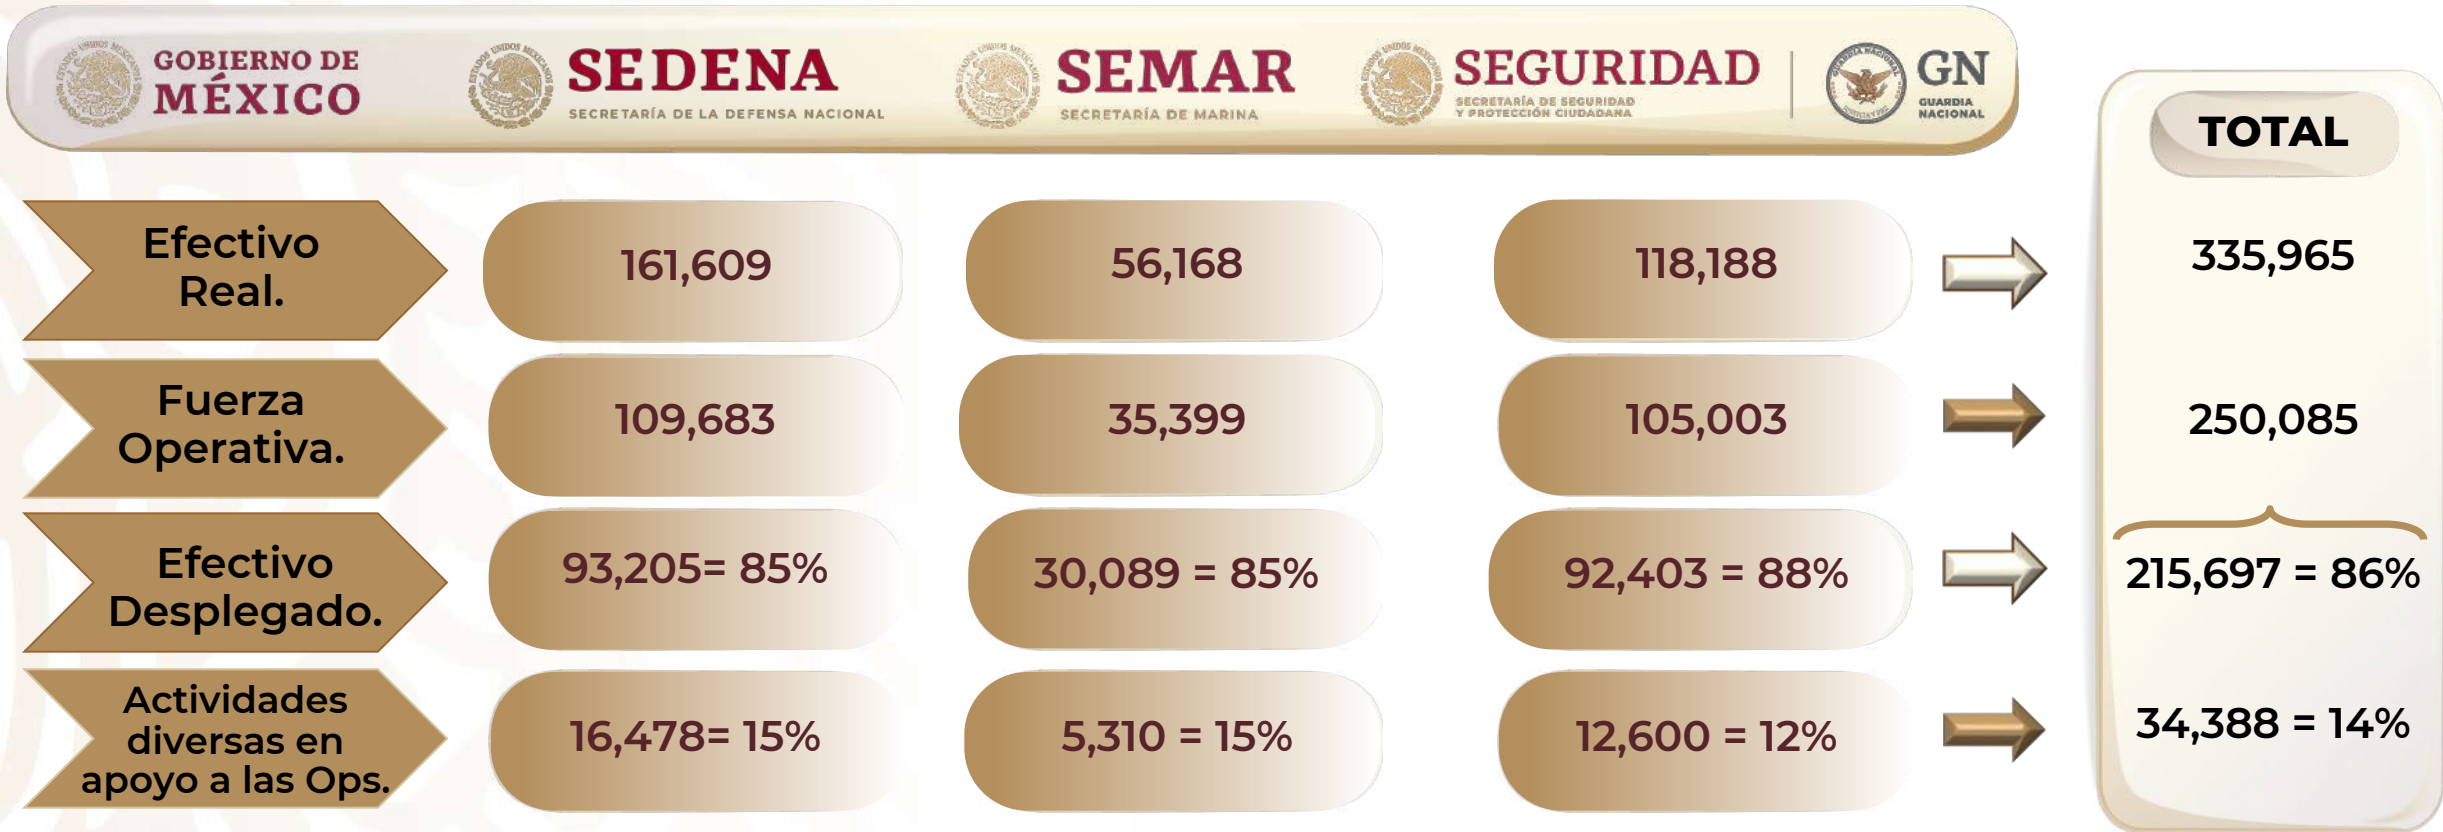 GOBIERNO DE
MÉXICO
SEDENA
SECRETARÍA DE LA DEFENSA NACIONAL
SEMAR
SECRETARÍA DE MARINA
SEGURIDAD
SECRETARÍA DE SEGURIDAD
Y PROTECCIÓN CIUDADANA
GN
GUARDIA
NACIONAL
TOTAL
Efectivo
Real.
161,609
56,168
118,188
335,965
Fuerza
Operativa.
109,683
35,399
105,003
250,085
Efectivo
Desplegado.
93,205= 85%
30,089 = 85%
92,403 = 88%
215,697 = 86%
Actividades
diversas en
apoyo a las Ops.
16,478= 15%
5,310 = 15%
12,600 = 12%
34,388 = 14%